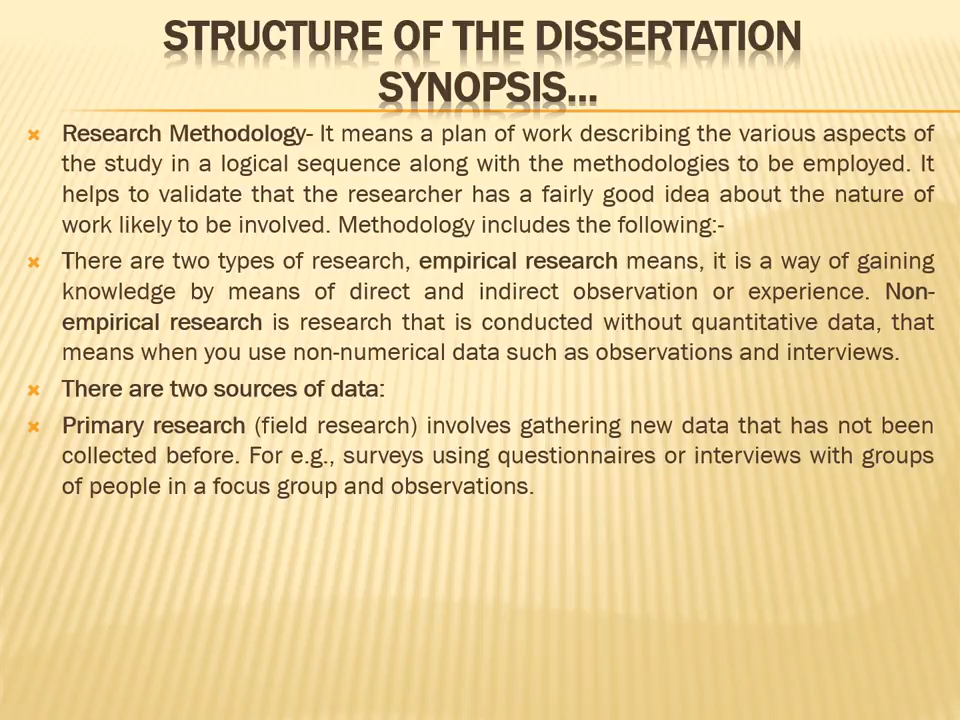 STRUCTURE OF THE DISSERTATION
SYNOPSIS...
Research Methodology- It means a plan of work describing the various aspects of
the study in a logical sequence along with the methodologies to be employed. It
helps to validate that the researcher has a fairly good idea about the nature of
work likely to be involved. Methodology includes the following:-
There are two types of research, empirical research means, it is a way of gaining
knowledge by means of direct and indirect observation or experience. Non-
empirical research is research that is conducted without quantitative data, that
means when you use non-numerical data such as observations and interviews.
There are two sources of data:
Primary research (field research) involves gathering new data that has not been
collected before. For e.g., surveys using questionnaires or interviews with groups
of people in a focus group and observations.